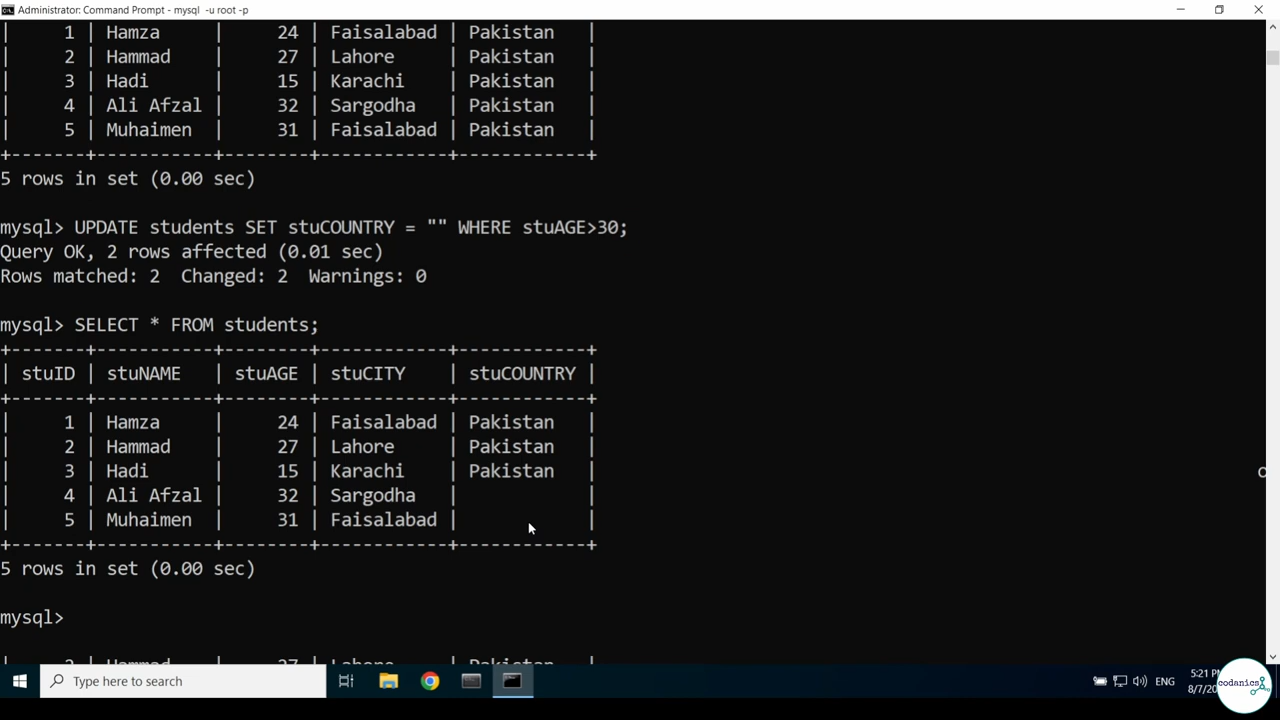 Administrator: Command Prompt - mysql  -u root -p
|     1 | Hamza     |     24 | Faisalabad | Pakistan   |
|     2 | Hammad    |     27 | Lahore     | Pakistan   |
|     3 | Hadi      |     15 | Karachi    | Pakistan   |
|     4 | Ali Afzal |     32 | Sargodha   | Pakistan   |
|     5 | Muhaimen  |     31 | Faisalabad | Pakistan   |
+-------+-----------+--------+------------+------------+
5 rows in set (0.00 sec)
mysql> UPDATE students SET stuCOUNTRY = "" WHERE stuAGE>30;
Query OK, 2 rows affected (0.01 sec)
Rows matched: 2  Changed: 2  Warnings: 0
mysql> SELECT * FROM students;
+-------+-----------+--------+------------+------------+
| stuID | stuNAME   | stuAGE | stuCITY    | stuCOUNTRY |
+-------+-----------+--------+------------+------------+
|     1 | Hamza     |     24 | Faisalabad | Pakistan   |
|     2 | Hammad    |     27 | Lahore     | Pakistan   |
|     3 | Hadi      |     15 | Karachi    | Pakistan   |
|     4 | Ali Afzal |     32 | Sargodha   |            |
|     5 | Muhaimen  |     31 | Faisalabad |            |
+-------+-----------+--------+------------+------------+
5 rows in set (0.00 sec)
mysql>
Type here to search
ENG
5:21
codanics